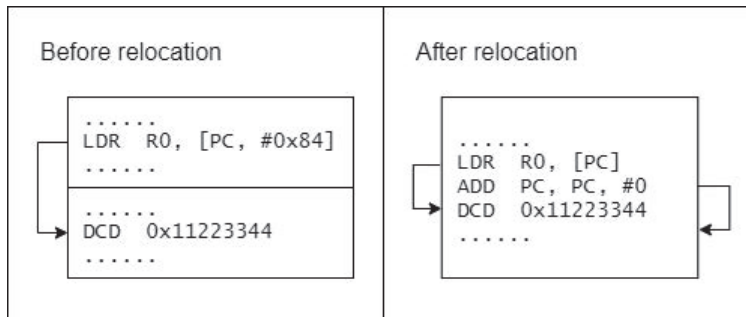 Before relocation
......
LDR R0, [PC, #0x84]
......
......
DCD 0x11223344
......
After relocation
......
LDR R0, [PC]
ADD PC, PC, #0
DCD 0x11223344
......